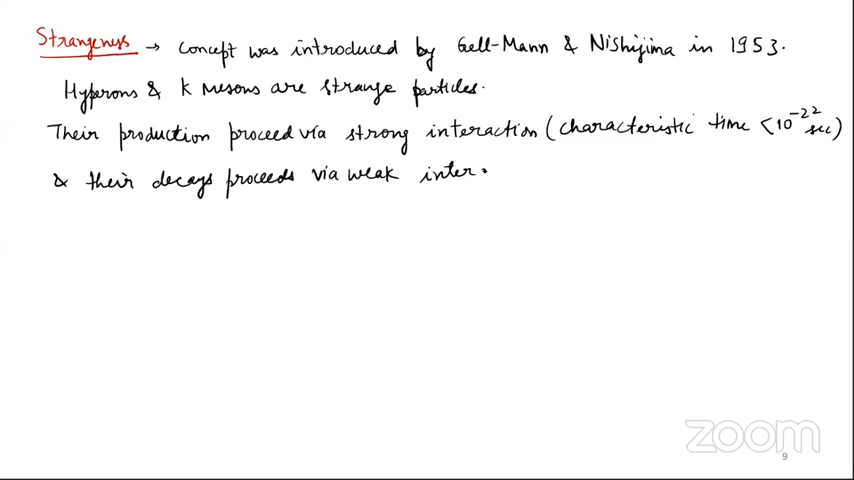 Strangeness → concept was introduced by Gell-Mann & Nishijima in 1953.
Hyperons & K mesons are strange particles.
Their production proceed via strong interaction (characteristic time < 10⁻²² sec)
& their decays proceeds via weak inter.
zoom
9